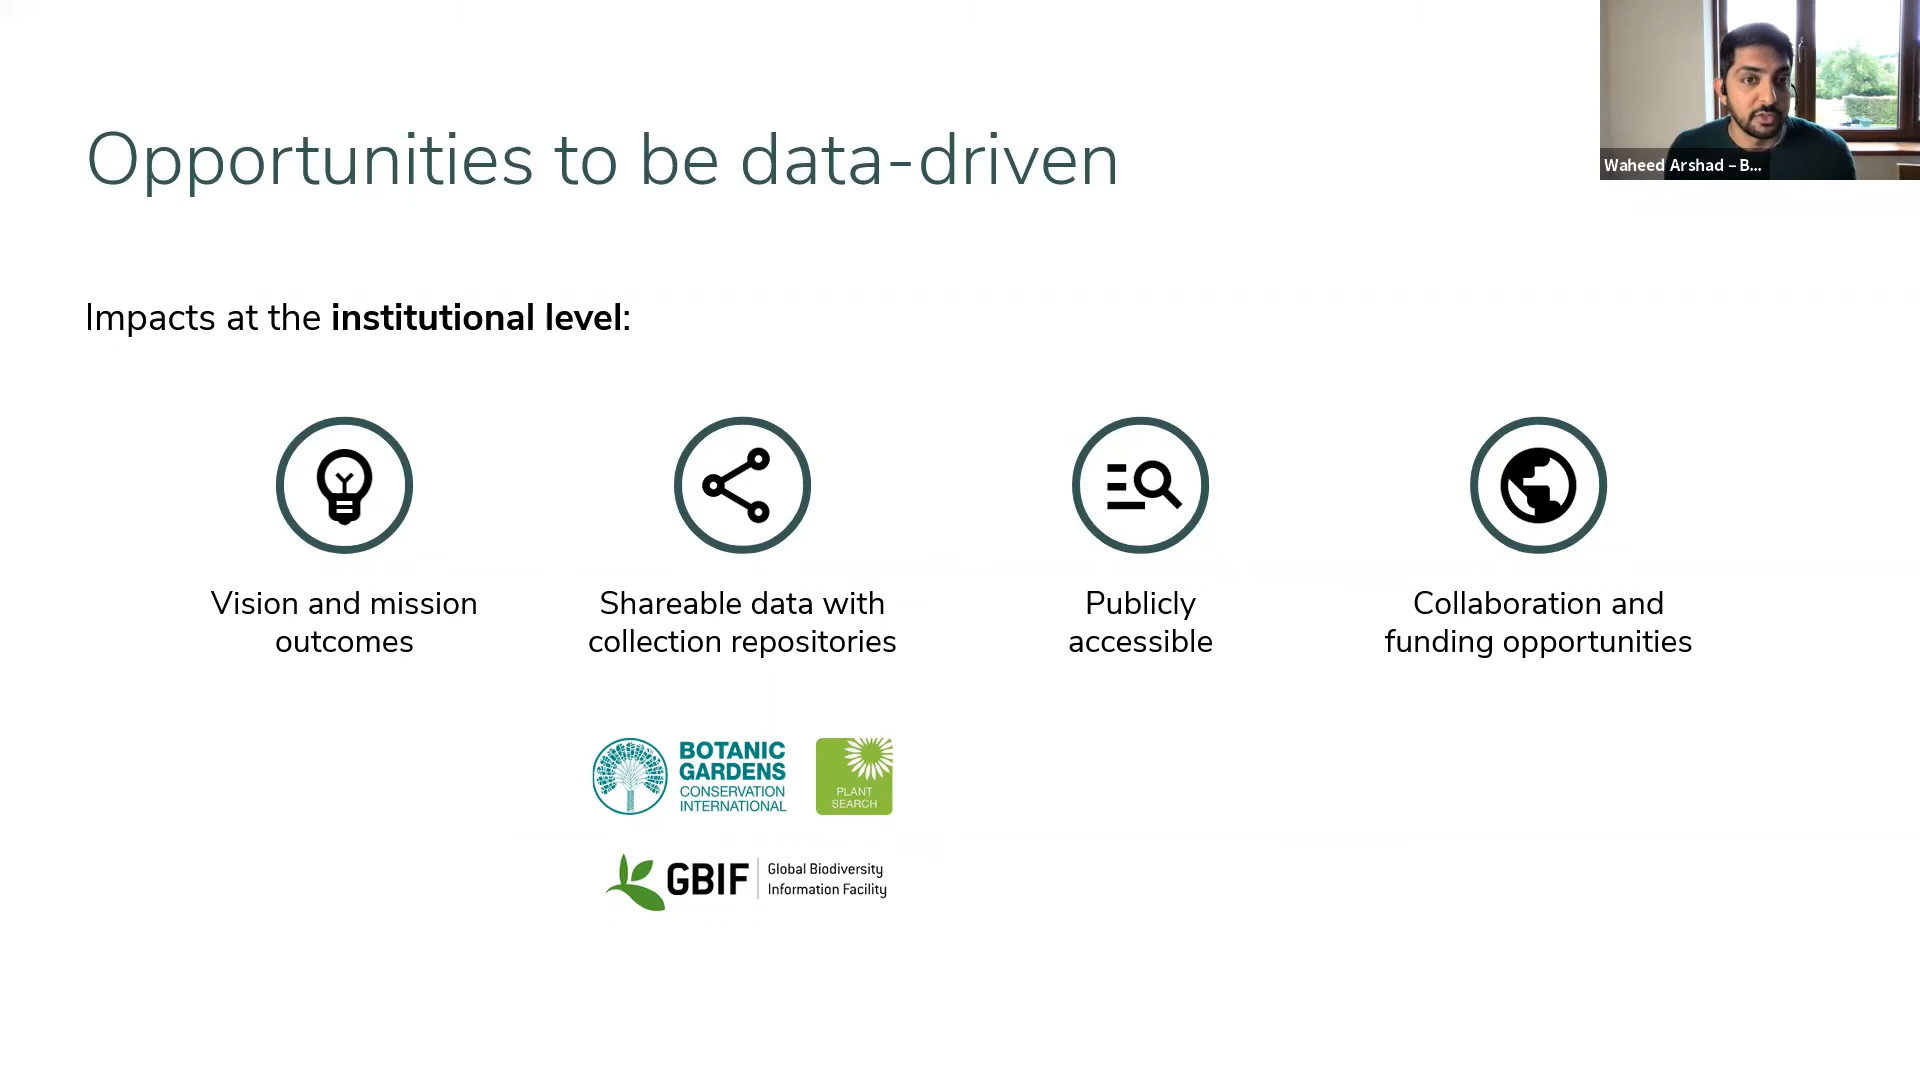 Opportunities to be data-driven
Waheed Arshad – B...
Impacts at the institutional level:
Vision and mission
outcomes
Shareable data with
collection repositories
Publicly
accessible
Collaboration and
funding opportunities
BOTANIC
GARDENS
CONSERVATION
INTERNATIONAL
PLANT
SEARCH
GBIF
Global Biodiversity
Information Facility